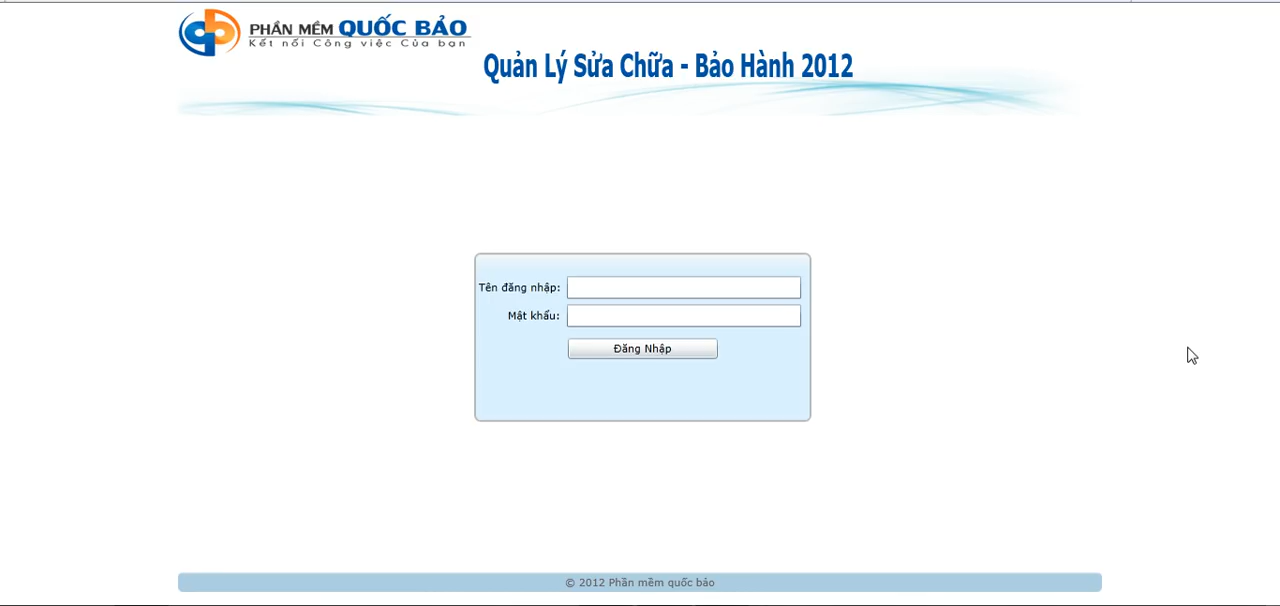 PHẦN MỀM QUỐC BẢO
Kết nối Công việc Của bạn
Quản Lý Sửa Chữa - Bảo Hành 2012
Tên đăng nhập:
Mật khẩu:
Đăng Nhập
© 2012 Phần mềm quốc bảo